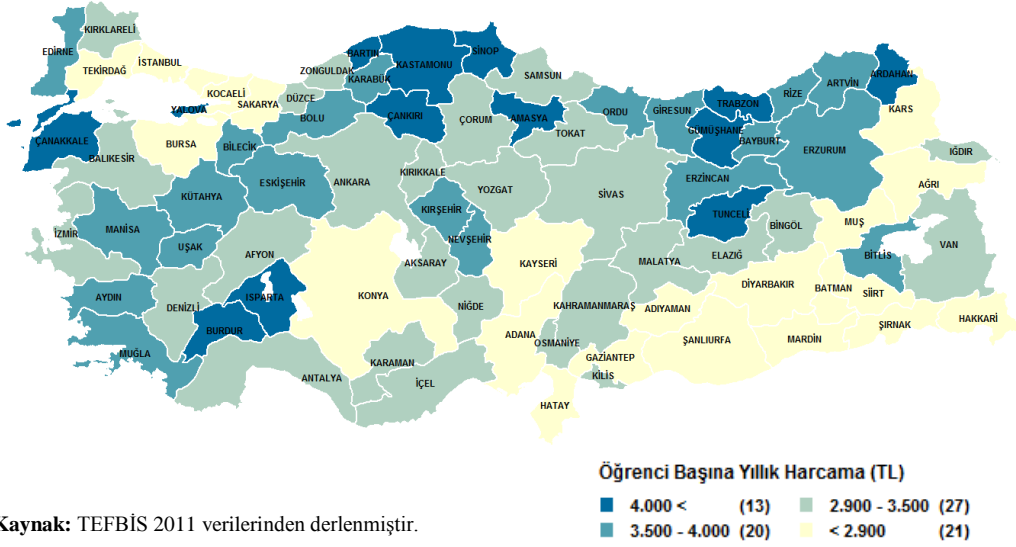 KIRKLARELİ
EDİRNE
TEKİRDAĞ
İSTANBUL
KOCAELİ
SAKARYA
YALOVA
ZONGULDAK
DÜZCE
BOLU
BARTIN
KARABÜK
KASTAMONU
SİNOP
ÇANKIRI
SAMSUN
ÇORUM
AMASYA
TOKAT
ORDU
GİRESUN
TRABZON
GÜMÜŞHANE
BAYBURT
RİZE
ARTVİN
ARDAHAN
KARS
IĞDIR
AĞRI
ERZURUM
ERZİNCAN
ÇANAKKALE
BALIKESİR
BURSA
BİLECİK
KÜTAHYA
ESKİŞEHİR
ANKARA
KIRIKKALE
YOZGAT
SİVAS
KIRŞEHİR
NEVŞEHİR
TUNCELİ
BİNGÖL
MUŞ
BİTLİS
VAN
İZMİR
MANİSA
UŞAK
AFYON
AYDIN
DENİZLİ
ISPARTA
BURDUR
MUĞLA
KONYA
AKSARAY
KAYSERİ
NİĞDE
MALATYA
ELAZIĞ
KAHRAMANMARAŞ
ADIYAMAN
DİYARBAKIR
BATMAN
SİİRT
ŞIRNAK
HAKKARİ
MARDİN
ŞANLIURFA
ADANA
OSMANİYE
GAZİANTEP
KİLİS
HATAY
KARAMAN
ANTALYA
İÇEL
Öğrenci Başına Yıllık Harcama (TL)
4.000 < (13) 2.900 - 3.500 (27)
3.500 - 4.000 (20) < 2.900 (21)
Kaynak: TEFBİS 2011 verilerinden derlenmiştir.